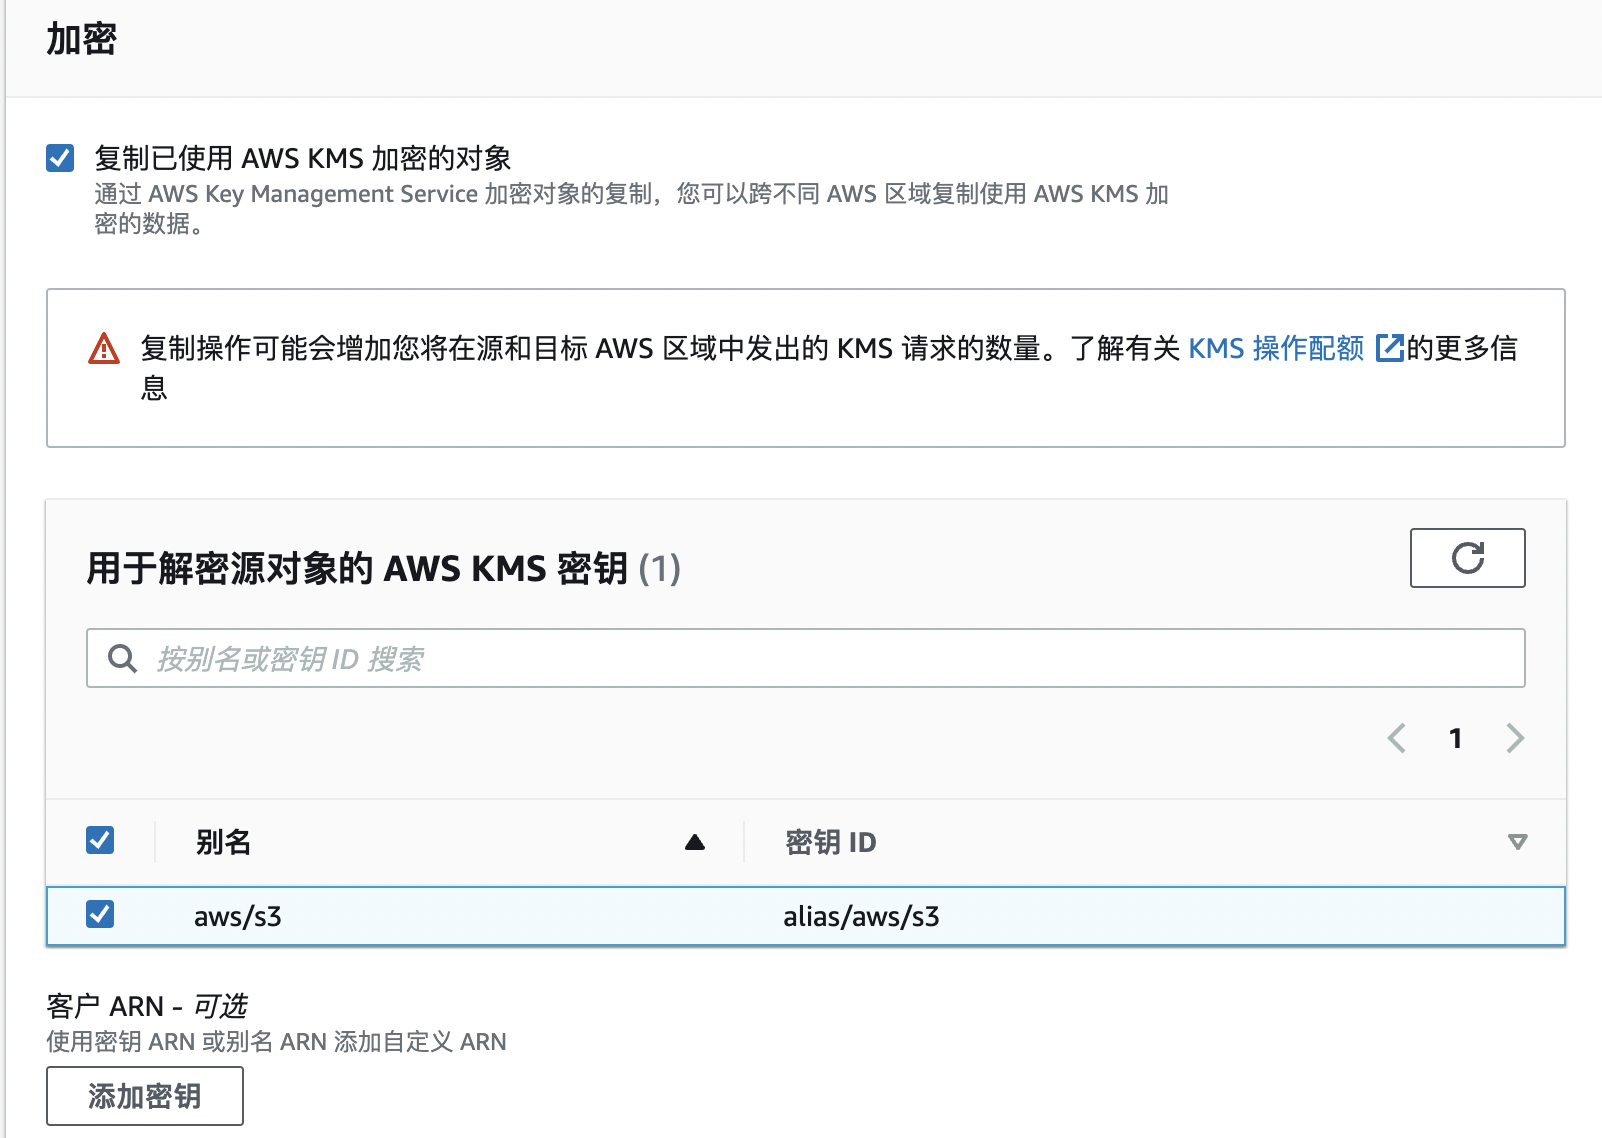 加密
复制已使用 AWS KMS 加密的对象
通过 AWS Key Management Service 加密对象的复制，您可以跨不同 AWS 区域复制使用 AWS KMS 加
密的数据。
复制操作可能会增加您将在源和目标 AWS 区域中发出的 KMS 请求的数量。了解有关 KMS 操作配额 的更多信
息
用于解密源对象的 AWS KMS 密钥 (1)
按别名或密钥 ID 搜索
1
别名 密钥 ID
aws/s3 alias/aws/s3
客户 ARN - 可选
使用密钥 ARN 或别名 ARN 添加自定义 ARN
添加密钥